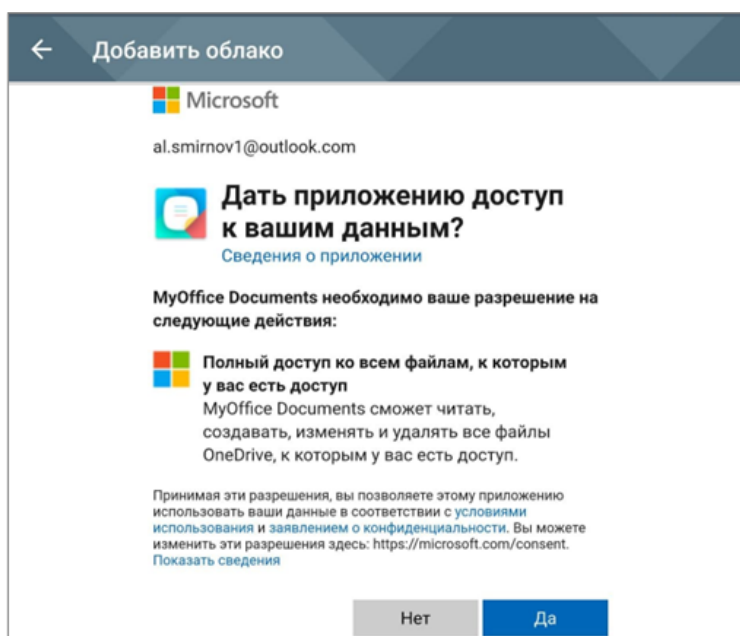 Добавить облако
Microsoft
al.smirnov1@outlook.com
Дать приложению доступ
к вашим данным?
Сведения о приложении
MyOffice Documents необходимо ваше разрешение на
следующие действия:
Полный доступ ко всем файлам, к которым
у вас есть доступ
MyOffice Documents сможет читать,
создавать, изменять и удалять все файлы
OneDrive, к которым у вас есть доступ.
Принимая эти разрешения, вы позволяете этому приложению
использовать ваши данные в соответствии с условиями
использования и заявлением о конфиденциальности. Вы можете
изменить эти разрешения здесь: https://microsoft.com/consent.
Показать сведения
Нет
Да